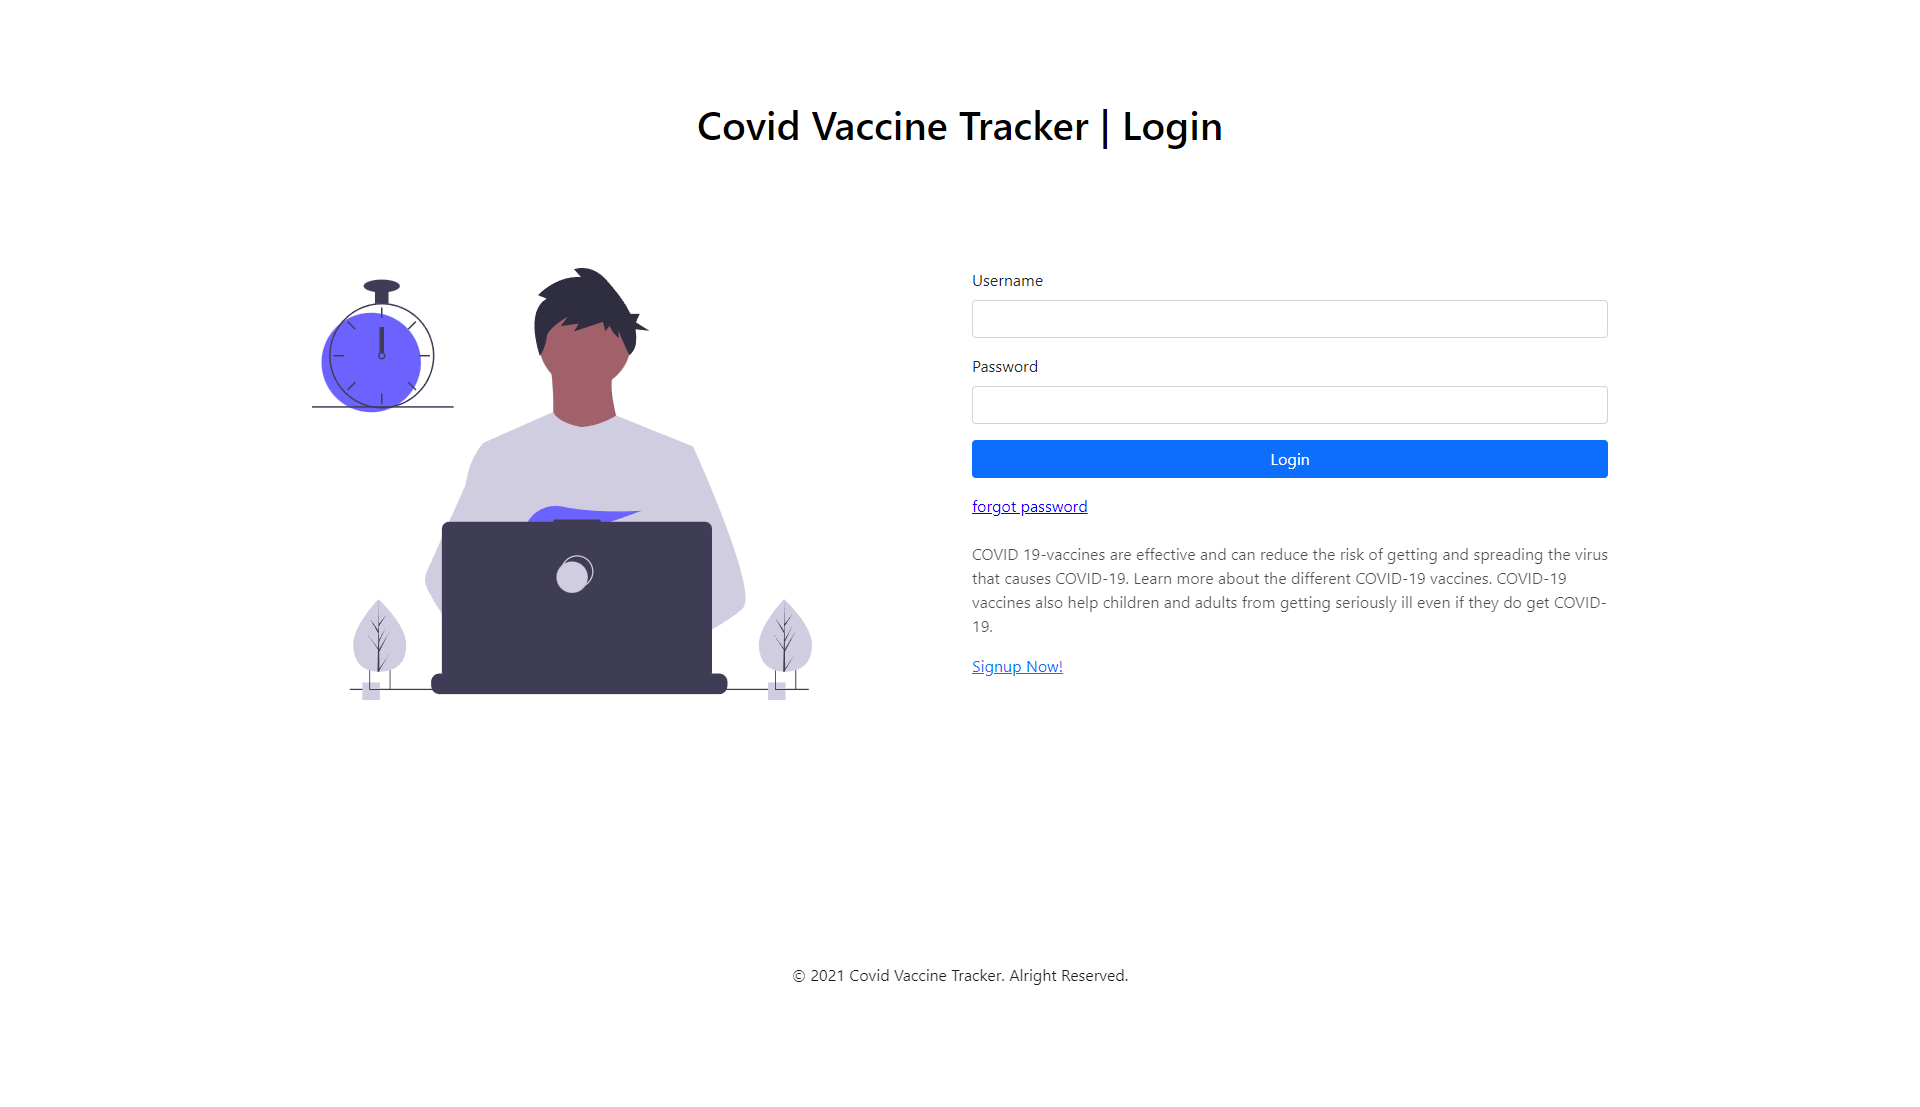 Covid Vaccine Tracker | Login
Username
Password
Login
forgot password
COVID 19-vaccines are effective and can reduce the risk of getting and spreading the virus
that causes COVID-19. Learn more about the different COVID-19 vaccines. COVID-19
vaccines also help children and adults from getting seriously ill even if they do get COVID-
19.
Signup Now!
© 2021 Covid Vaccine Tracker. Alright Reserved.